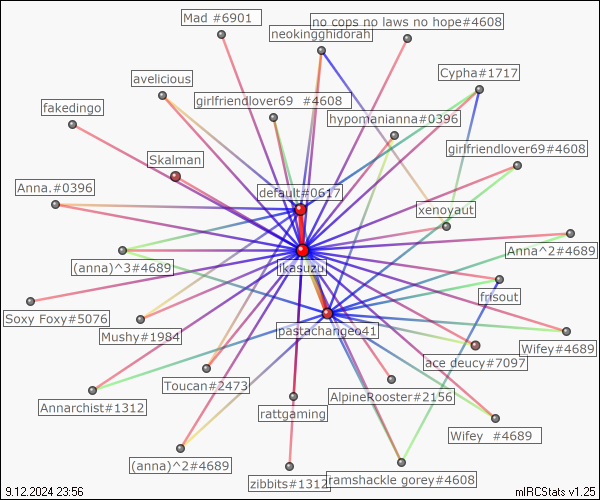 Mad #6901
no cops no laws no hope#4608
neokingghidorah
Cypha#1717
avelicious
girlfriendlover69  #4608
fakedingo
hypomanianna#0396
girlfriendlover69#4608
Skalman
Anna.#0396
default#0617
xenoyaut
Anna^2#4689
(anna)^3#4689
ikasuzu
frisout
Soxy Foxy#5076
pastachangeo41
Mushy#1984
Wifey#4689
ace deucy#7097
Toucan#2473
AlpineRooster#2156
Annarchist#1312
rattgaming
Wifey  #4689
(anna)^2#4689
zibbits#1312
ramshackle gorey#4608
9.12.2024 23:56
mIRCStats v1.25